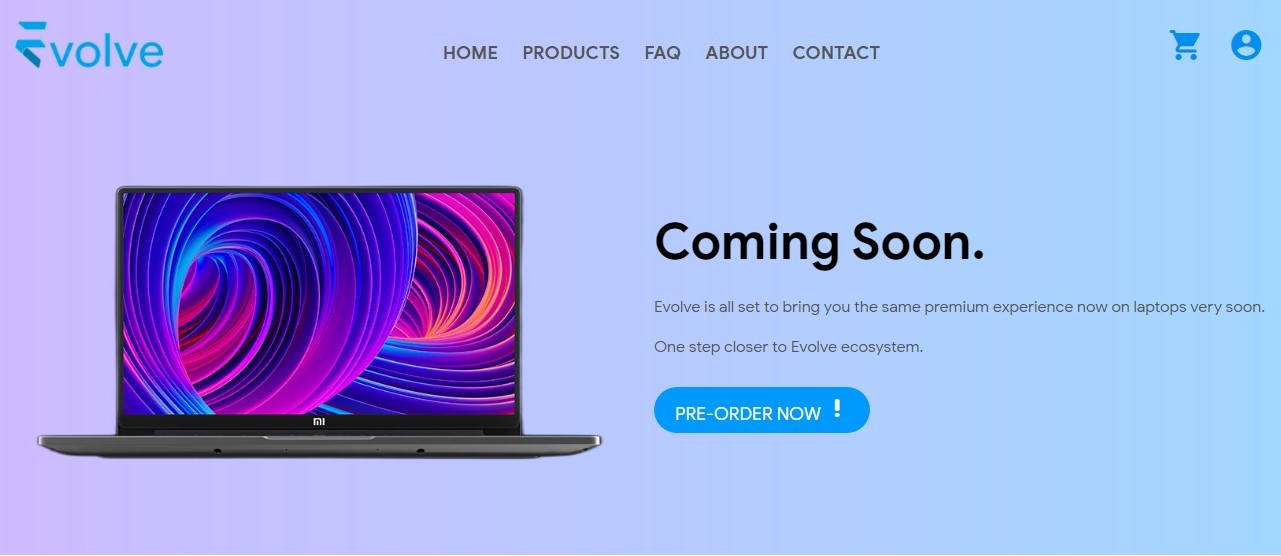 Evolve
HOME PRODUCTS FAQ ABOUT CONTACT
Coming Soon.
Evolve is all set to bring you the same premium experience now on laptops very soon.
One step closer to Evolve ecosystem.
PRE-ORDER NOW !
MI